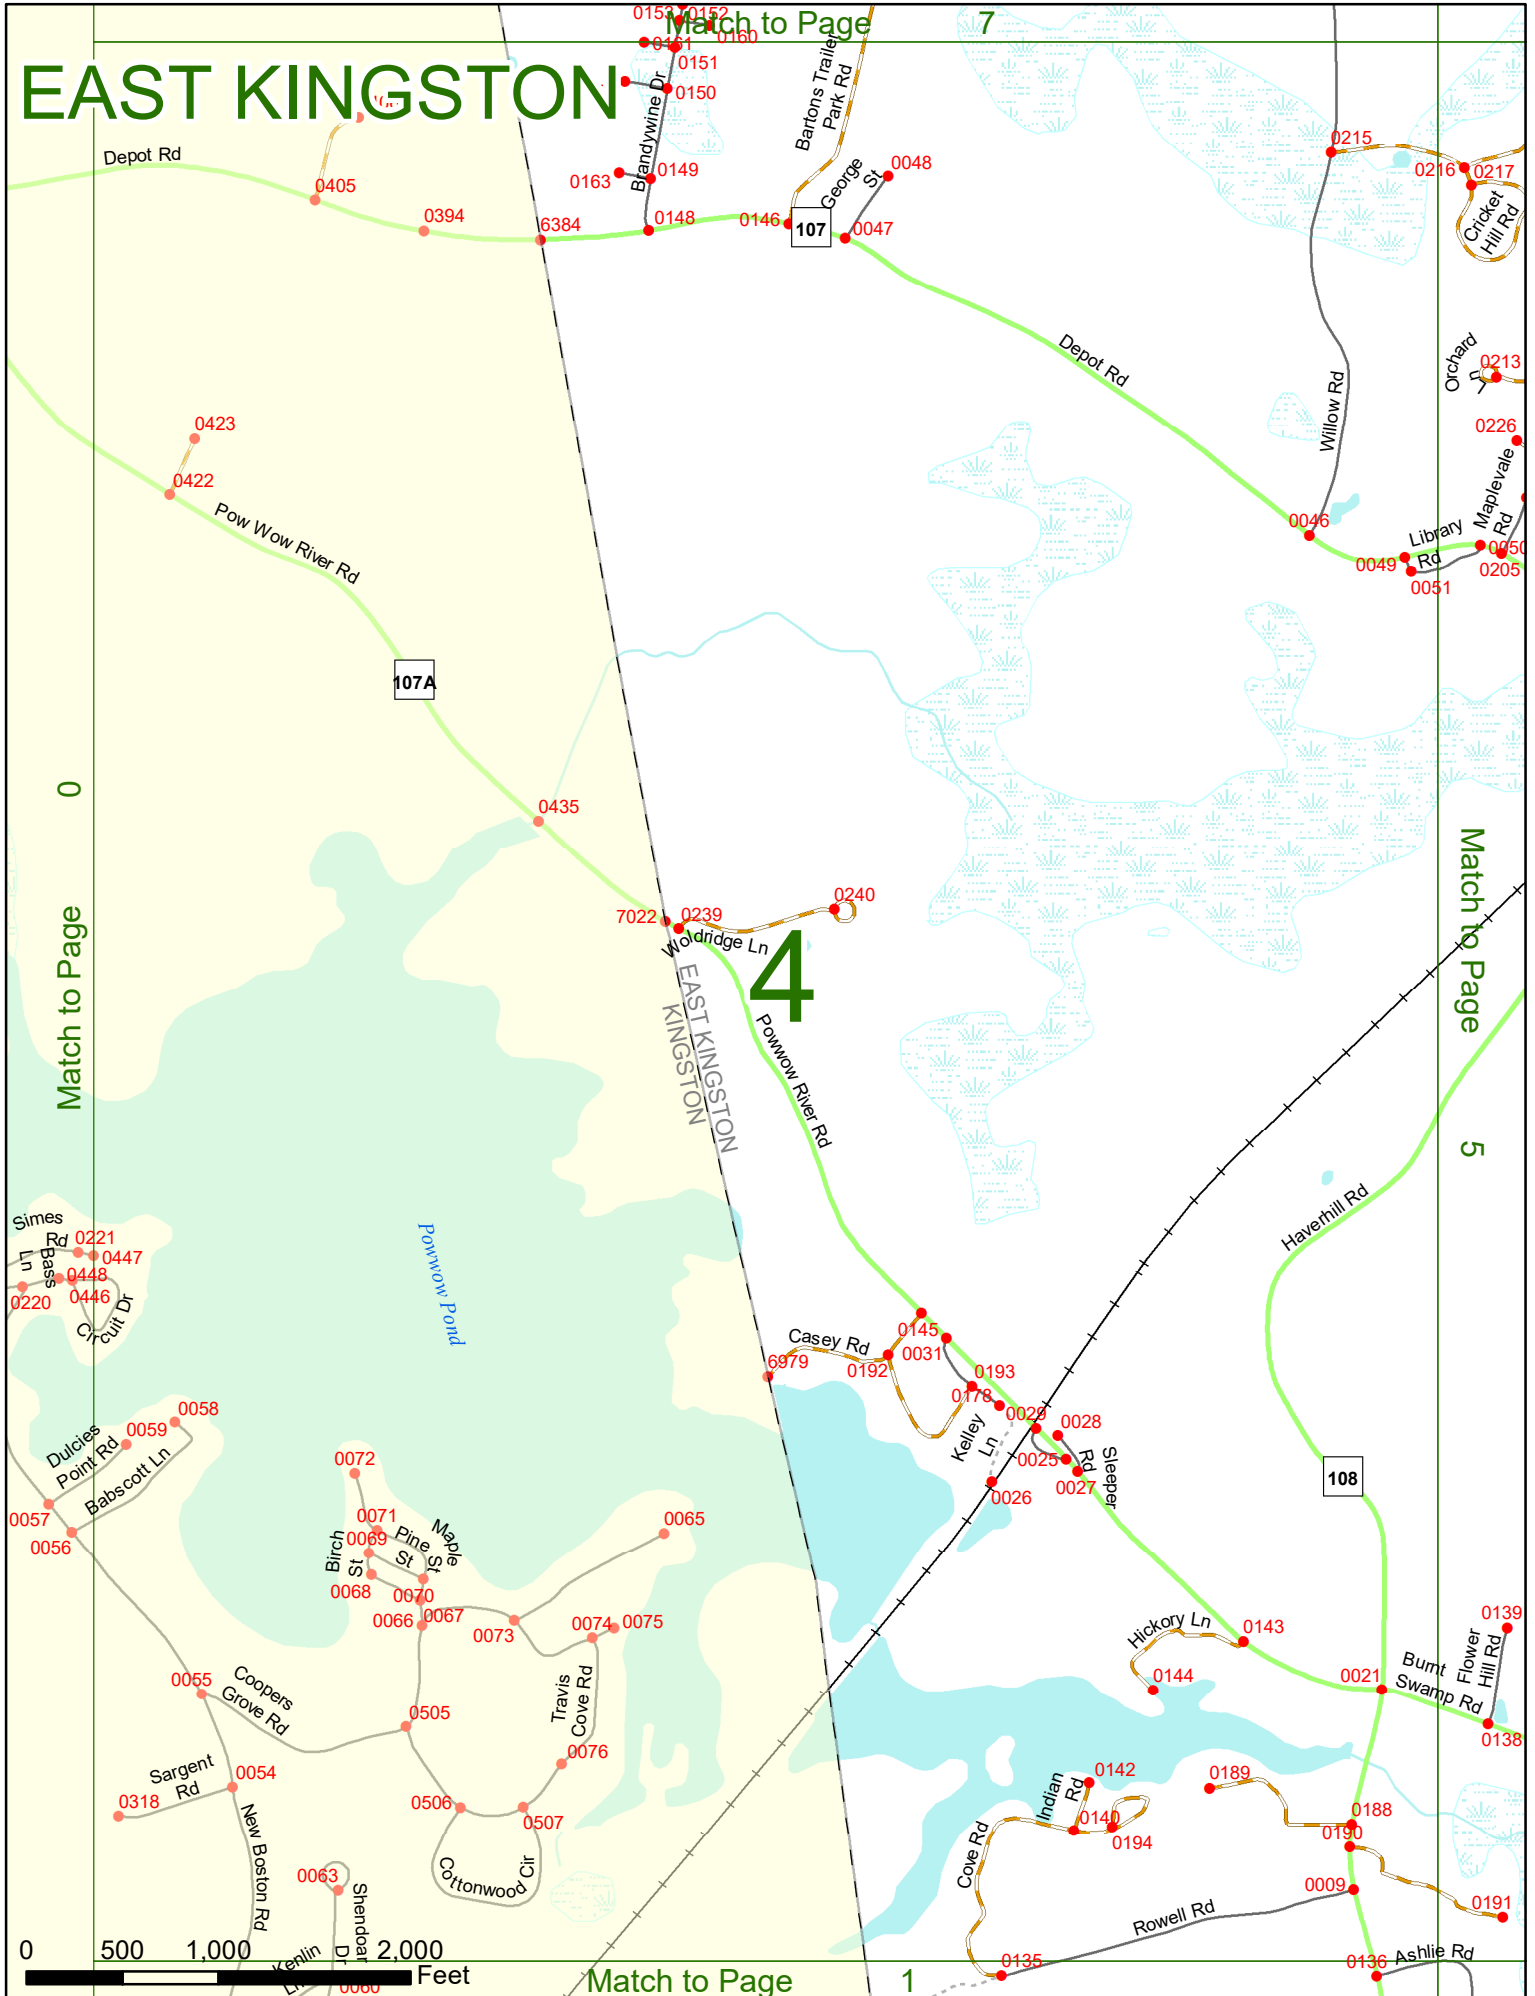 0153
0152
Match to Page 7
0160
0161
0151
EAST KINGSTON
0150
Brandywine Dr
Bartons Trailer
Park Rd
Depot Rd
0405
0394
6384
0163
0149
0148
0146
107
George
St
0048
0047
0215
0216
0217
Cricket
Hill Rd
Depot Rd
Willow Rd
Orchard
Ln
0213
0226
Maplevale
Rd
0423
0422
Pow Wow River Rd
0046
Library
Rd
0049
0051
0050
0205
107A
0435
Match to Page 0
Match to Page 5
7022
0239
0240
Woldridge Ln
4
EAST KINGSTON
KINGSTON
Powwow River Rd
Haverhill Rd
Simes
Rd
0221
0447
Bass
Ln
0448
0220
0446
Circuit Dr
Powwow Pond
Casey Rd
0145
0031
0192
6979
0193
0178
0029
0028
Kelley
Ln
0025
0027
Sleeper
Rd
0026
108
0058
0059
Dulcies
Point Rd
Babscott Ln
0057
0056
0072
0071
0069
Pine
St
Maple
St
Birch
St
0068
0070
0066
0067
0065
0073
0074
0075
Hickory Ln
0143
0144
0021
Burnt
Swamp Rd
Flower
Hill Rd
0139
0138
0055
Coopers
Grove Rd
0505
Travis
Cove Rd
0076
Sargent
Rd
0054
0318
0506
0507
New Boston Rd
Cottonwood Cir
0063
Shendoah
Dr
Indian
Rd
0142
0140
0194
0189
0188
0190
Cove Rd
0009
0191
Rowell Rd
0135
0136
Ashlie Rd
Kenlin
Ln
0060
0 500 1,000 2,000
Feet
Match to Page 1